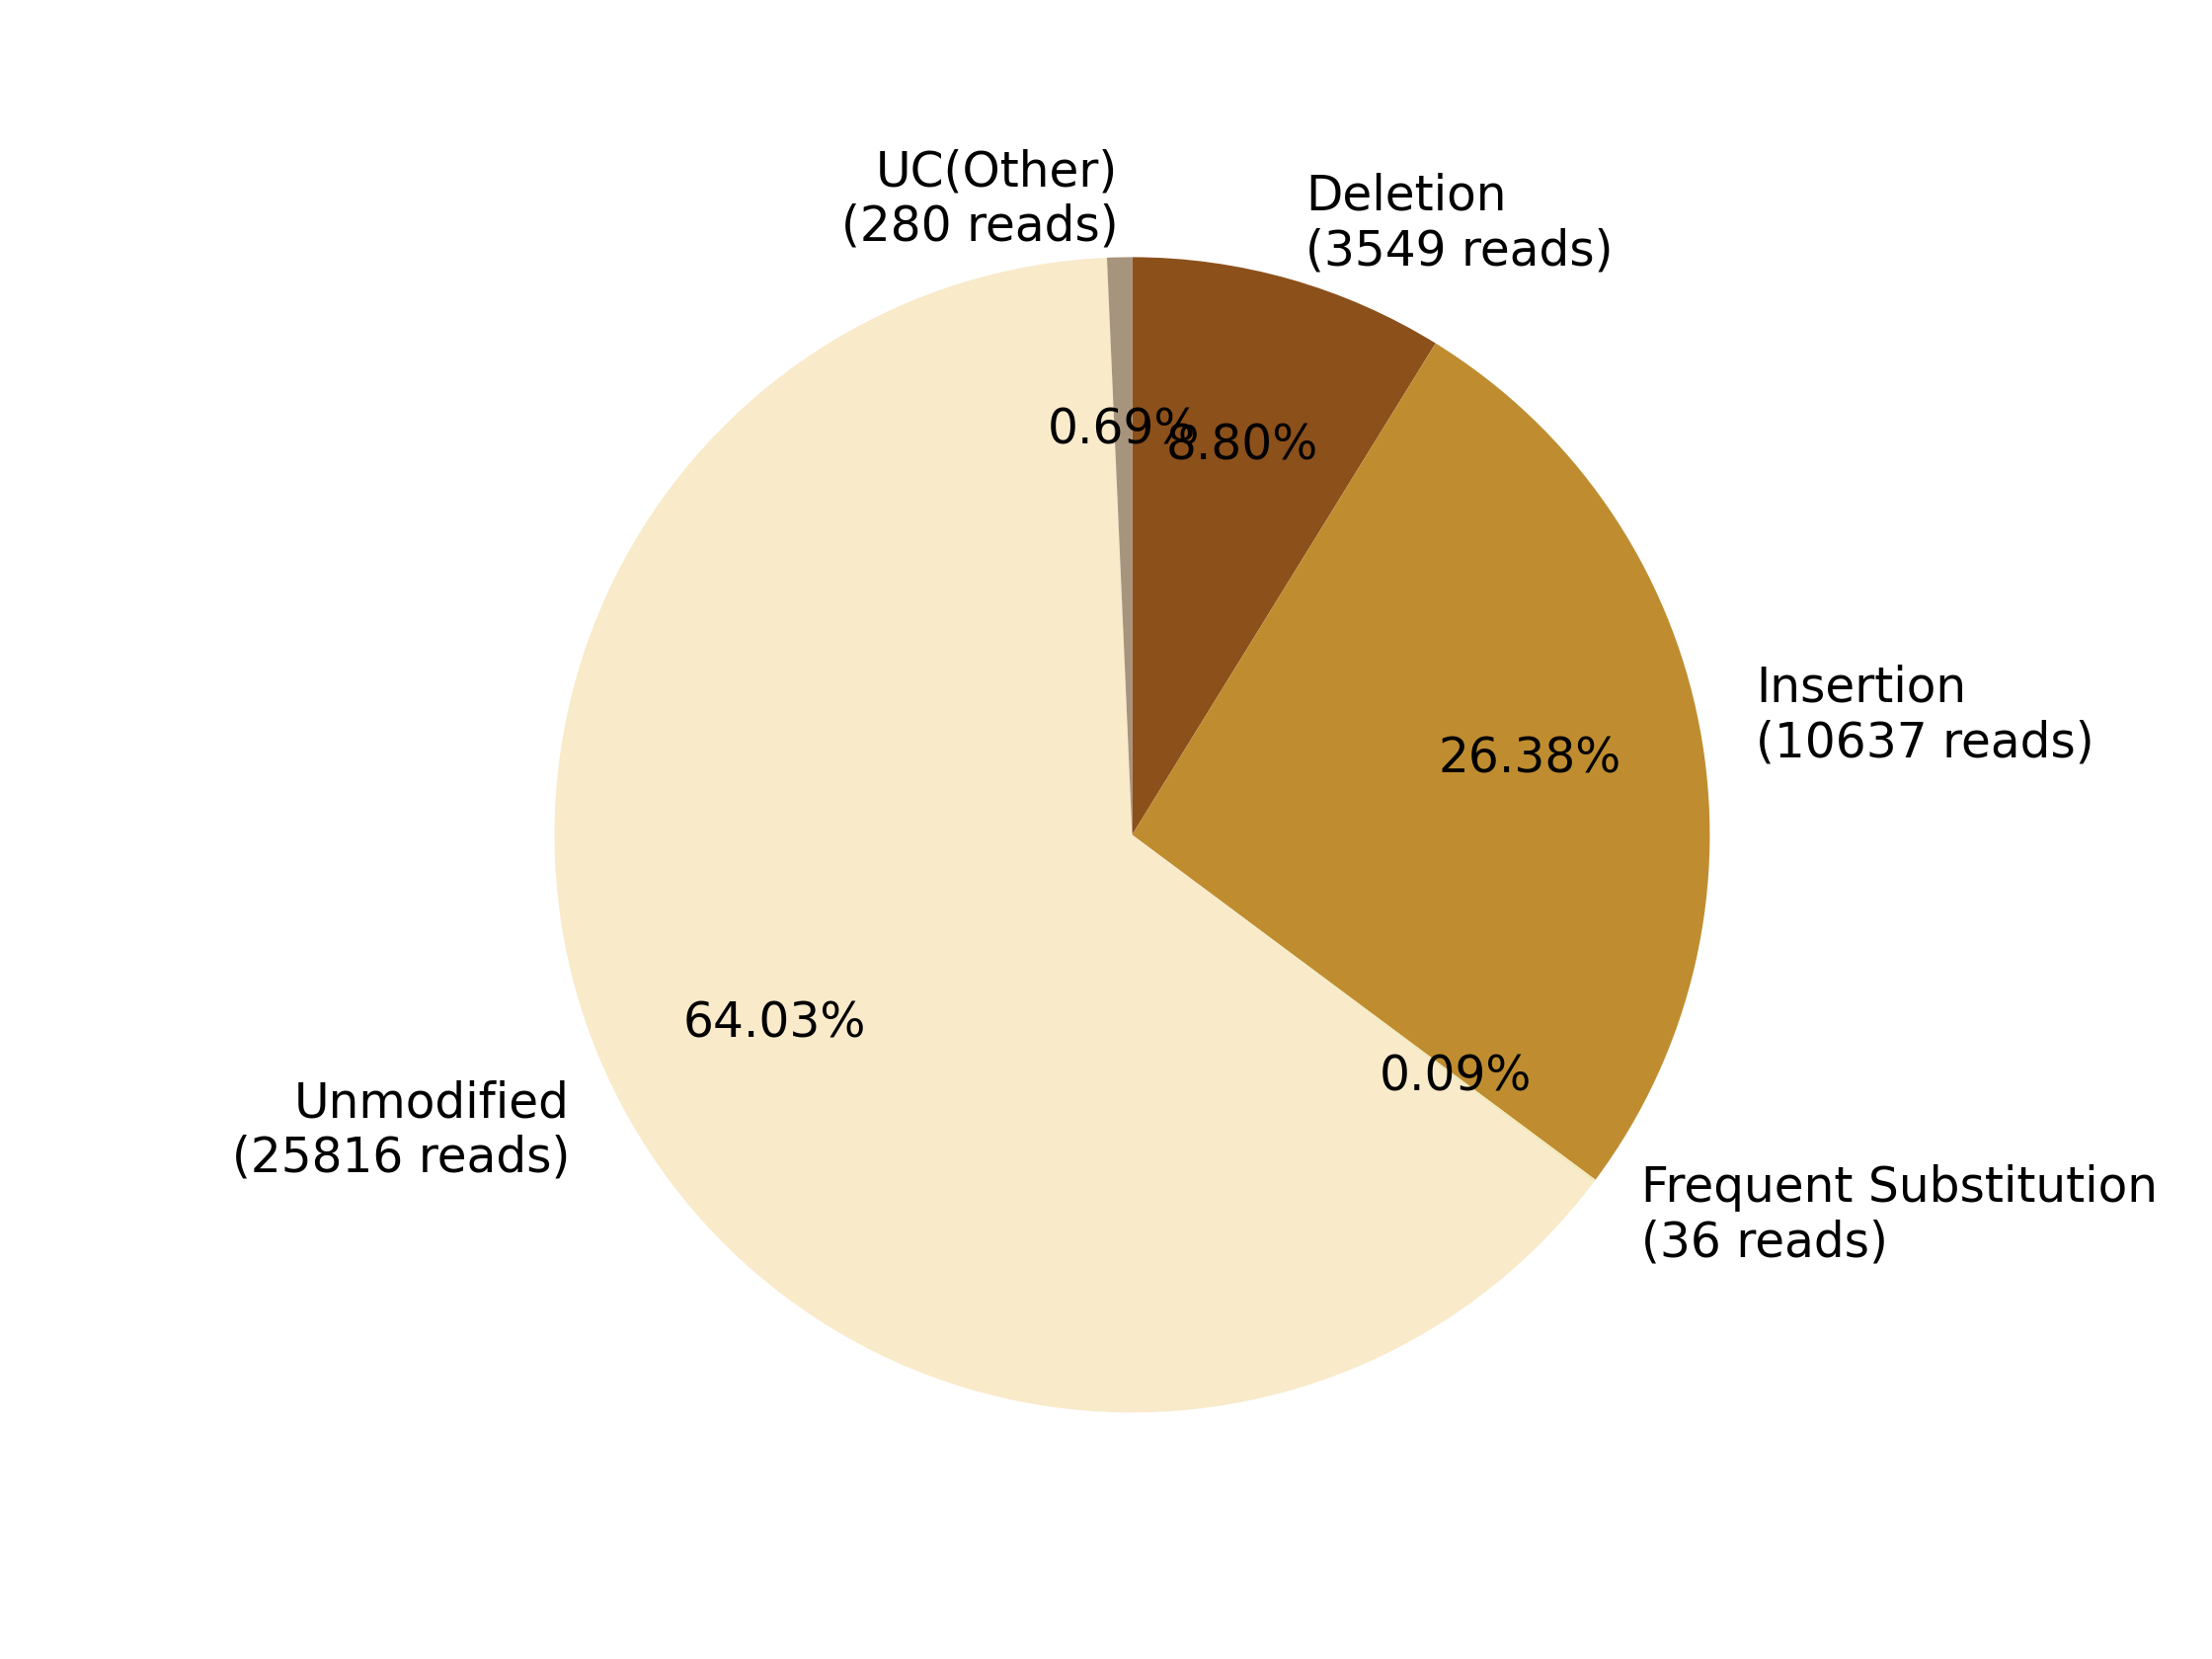 UC(Other)
(280 reads)
Deletion
(3549 reads)
0.69%
8.80%
Insertion
(10637 reads)
26.38%
64.03%
0.09%
Unmodified
(25816 reads)
Frequent Substitution
(36 reads)